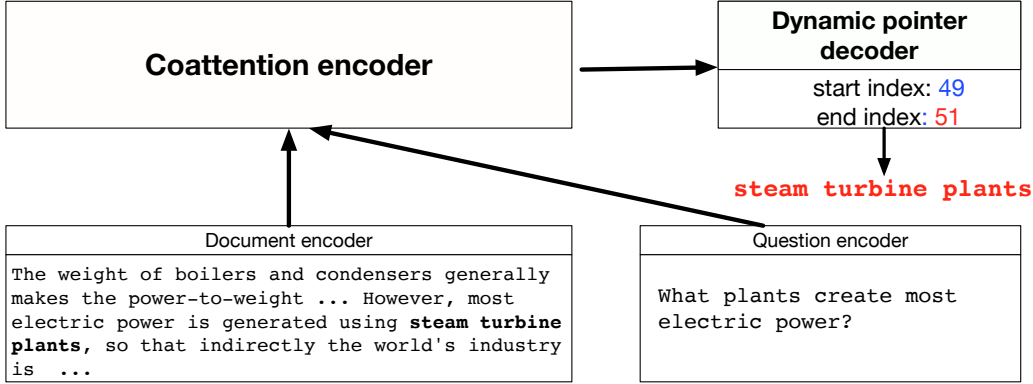 Coattention encoder
Dynamic pointer
decoder
start index: 49
end index: 51
steam turbine plants
Document encoder
The weight of boilers and condensers generally
makes the power-to-weight ... However, most
electric power is generated using steam turbine
plants, so that indirectly the world's industry
is ...
Question encoder
What plants create most
electric power?